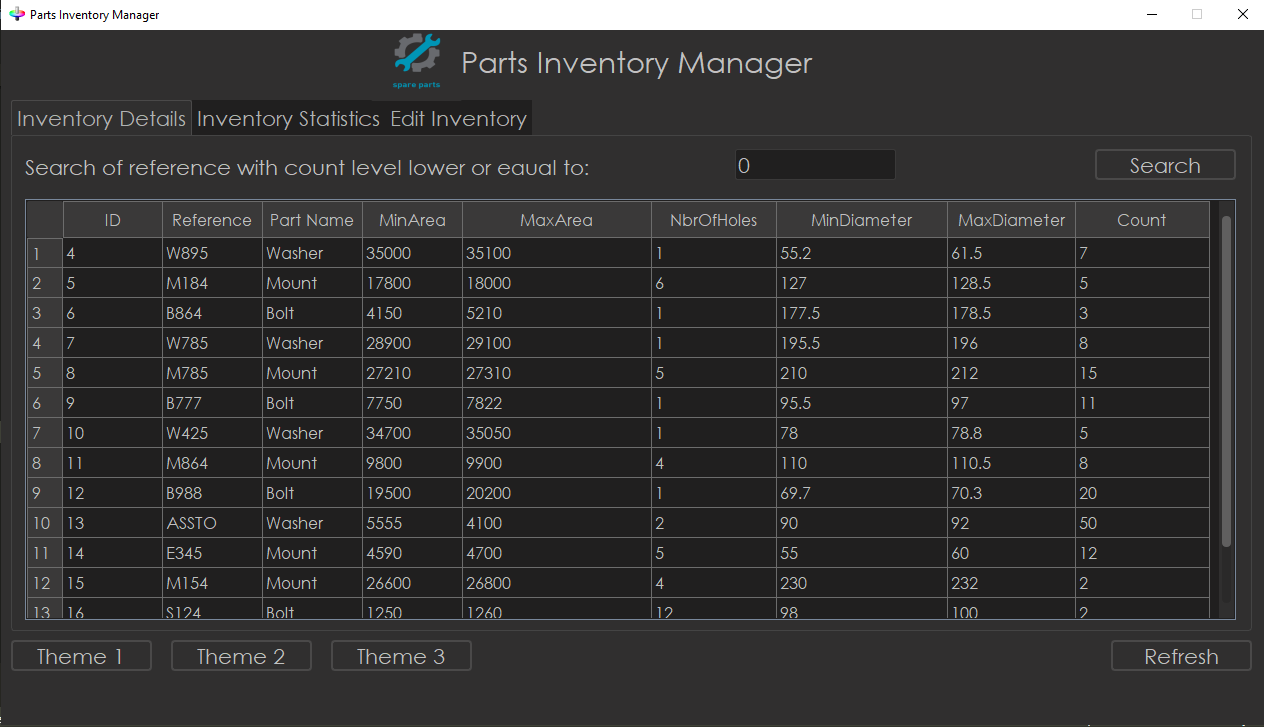 Parts Inventory Manager
spare parts
Parts Inventory Manager
Inventory Details Inventory Statistics Edit Inventory
Search of reference with count level lower or equal to: 0 Search
ID Reference Part Name MinArea MaxArea NbrOfHoles MinDiameter MaxDiameter Count
1 4 W895 Washer 35000 35100 1 55.2 61.5 7
2 5 M184 Mount 17800 18000 6 127 128.5 5
3 6 B864 Bolt 4150 5210 1 177.5 178.5 3
4 7 W785 Washer 28900 29100 1 195.5 196 8
5 8 M785 Mount 27210 27310 5 210 212 15
6 9 B777 Bolt 7750 7822 1 95.5 97 11
7 10 W425 Washer 34700 35050 1 78 78.8 5
8 11 M864 Mount 9800 9900 4 110 110.5 8
9 12 B988 Bolt 19500 20200 1 69.7 70.3 20
10 13 ASSTO Washer 5555 4100 2 90 92 50
11 14 E345 Mount 4590 4700 5 55 60 12
12 15 M154 Mount 26600 26800 4 230 232 2
13 16 S124 Bolt 1250 1260 12 98 100 2
Theme 1 Theme 2 Theme 3 Refresh